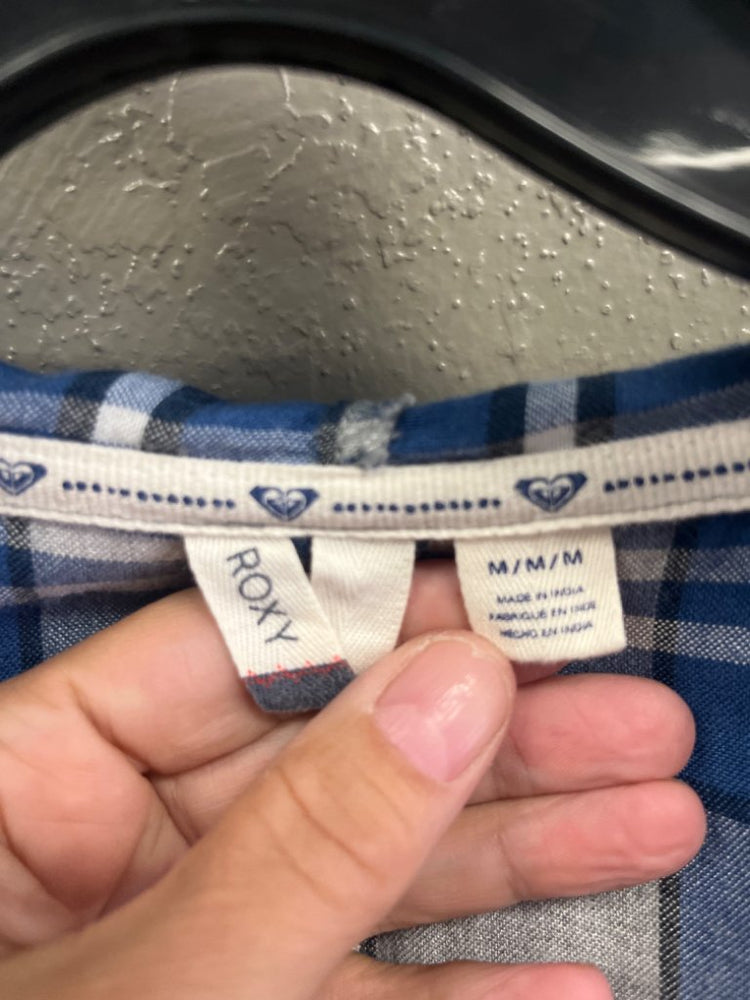 ROXY
M/M/M
MADE IN INDIA
FABRIQUÉ EN INDE
HECHO EN INDIA